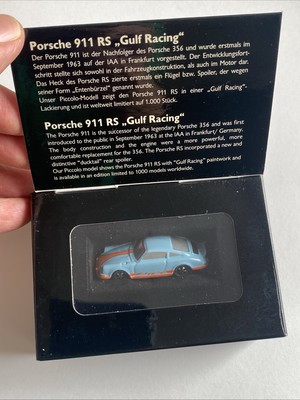 Porsche 911 RS „Gulf Racing"
Der Porsche 911 ist der Nachfolger des Porsche 356 und wurde erstmals im
September 1963 auf der IAA in Frankfurt vorgestellt. Der Entwicklungsfort-
schritt stellte sich sowohl in der Fahrzeugkonstruktion, als auch im Motor dar.
Das Heck des Porsche RS zierte erstmals ein Flügel bzw. Spoiler, der wegen
seiner Form „Entenbürzel" genannt wurde.
Unser Piccolo-Modell zeigt den Porsche 911 RS in einer „Gulf Racing"-
Lackierung und ist weltweit limitiert auf 1.000 Stück.
Porsche 911 RS „Gulf Racing"
The Porsche 911 is the successor of the legendary Porsche 356 and was first
introduced to the public in September 1963 at the IAA in Frankfurt/ Germany.
The body construction and the engine were a more powerful, more
comfortable replacement for the 356. The Porsche RS incorporated a new and
distinctive „ducktail" rear spoiler.
Our Piccolo model shows the Porsche 911 RS with "Gulf Racing" paintwork and
is available in an edition limited to 1000 models worldwide.